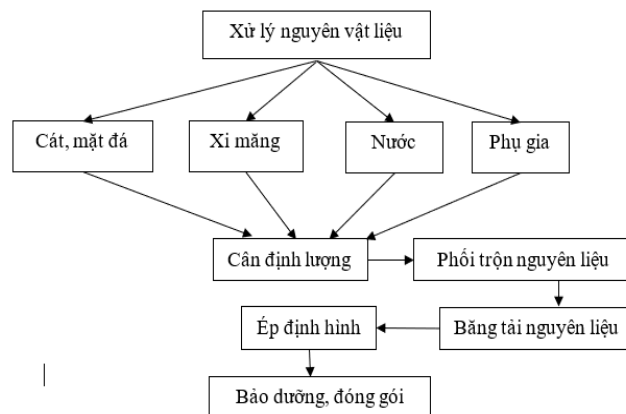 Xử lý nguyên vật liệu
Cát, mặt đá
Xi măng
Nước
Phụ gia
Cân định lượng
Phối trộn nguyên liệu
Ép định hình
Băng tải nguyên liệu
Bảo dưỡng, đóng gói